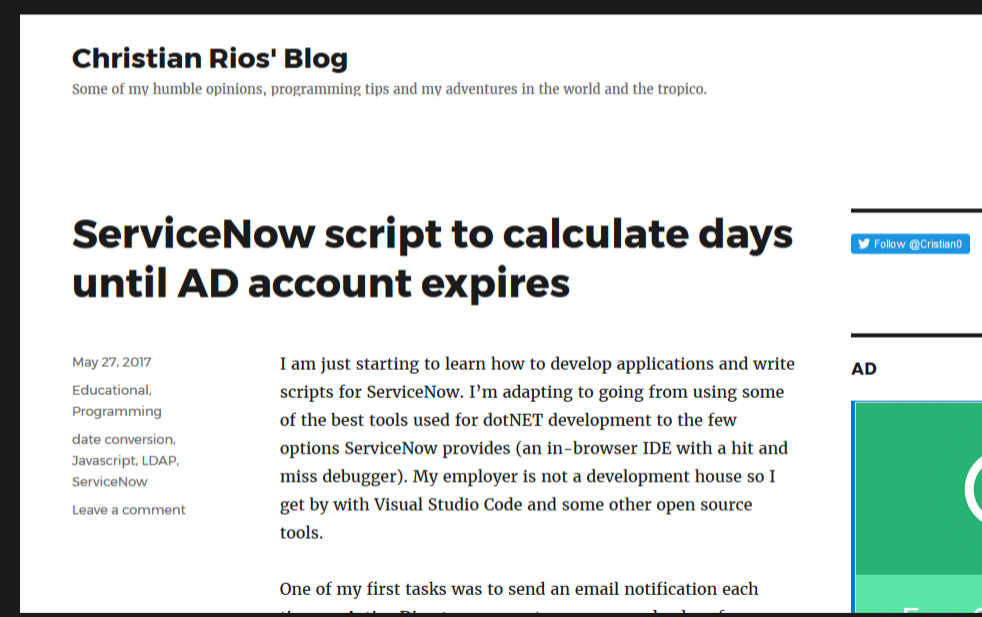 Christian Rios' Blog
Some of my humble opinions, programming tips and my adventures in the world and the tropico.
ServiceNow script to calculate days
until AD account expires
May 27, 2017
Educational,
Programming
date conversion,
Javascript, LDAP,
ServiceNow
Leave a comment
I am just starting to learn how to develop applications and write
scripts for ServiceNow. I’m adapting to going from using some
of the best tools used for dotNET development to the few
options ServiceNow provides (an in-browser IDE with a hit and
miss debugger). My employer is not a development house so I
get by with Visual Studio Code and some other open source
tools.
One of my first tasks was to send an email notification each
Follow @Cristian0
AD